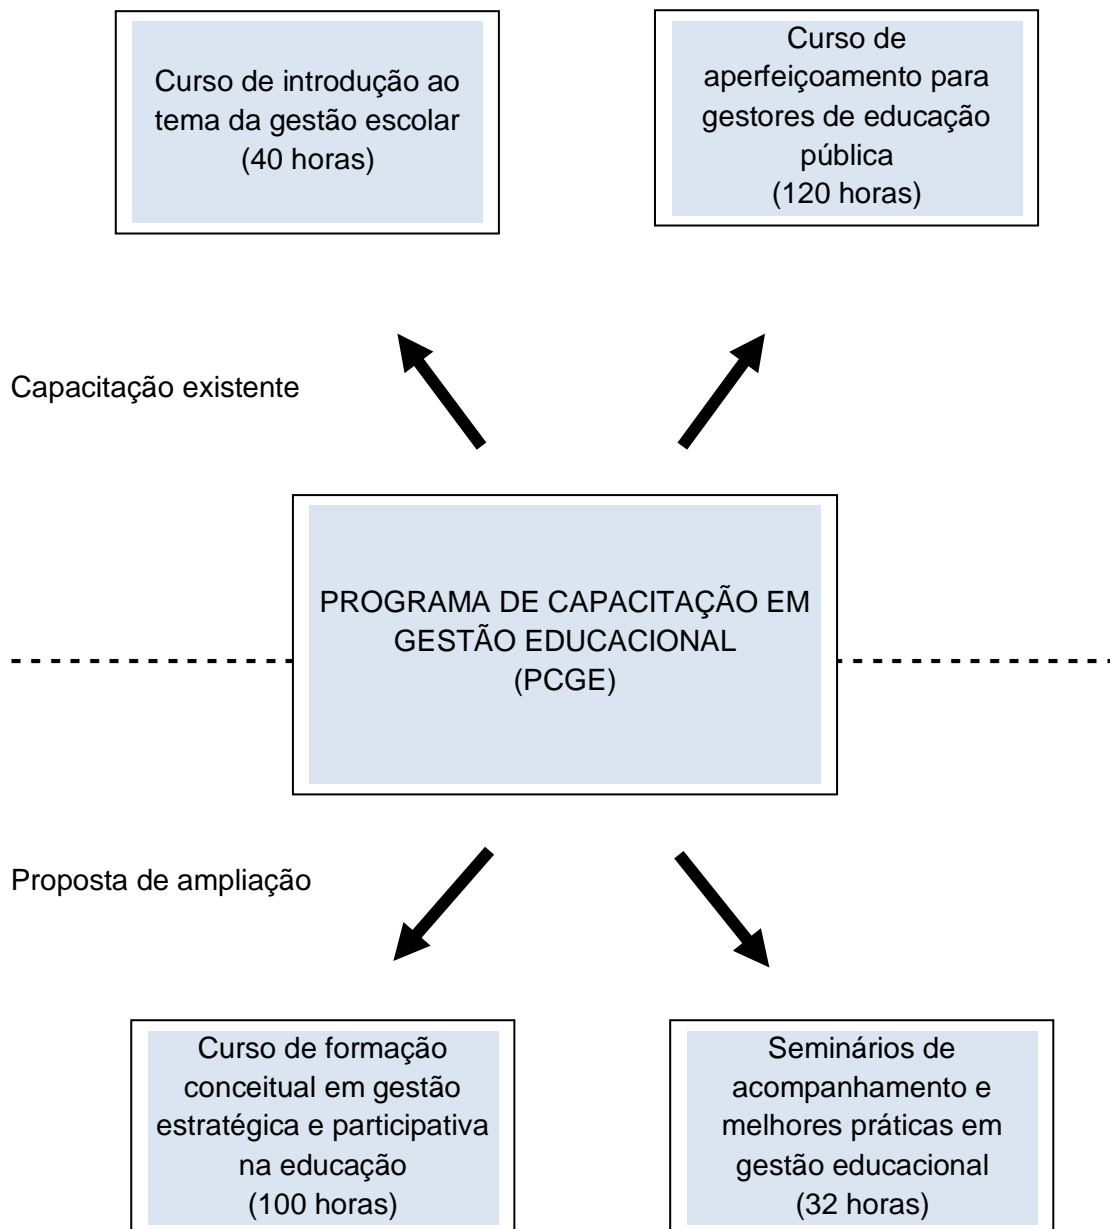 Curso de introdução ao
tema da gestão escolar
(40 horas)
Curso de
aperfeiçoamento para
gestores de educação
pública
(120 horas)
Capacitação existente
PROGRAMA DE CAPACITAÇÃO EM
GESTÃO EDUCACIONAL
(PCGE)
Proposta de ampliação
Curso de formação
conceitual em gestão
estratégica e participativa
na educação
(100 horas)
Seminários de
acompanhamento e
melhores práticas em
gestão educacional
(32 horas)